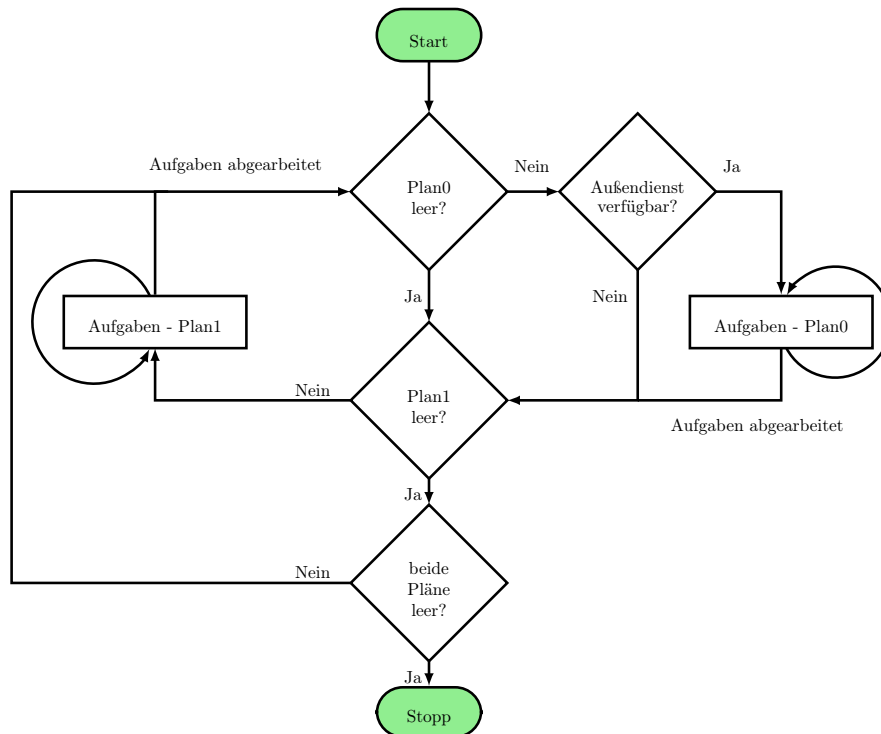 Start
Aufgaben abgearbeitet
Nein
Ja
Plan0
leer?
Außendienst
verfügbar?
Ja
Nein
Aufgaben - Plan1
Aufgaben - Plan0
Nein
Plan1
leer?
Aufgaben abgearbeitet
Ja
Nein
beide
Pläne
leer?
Ja
Stopp